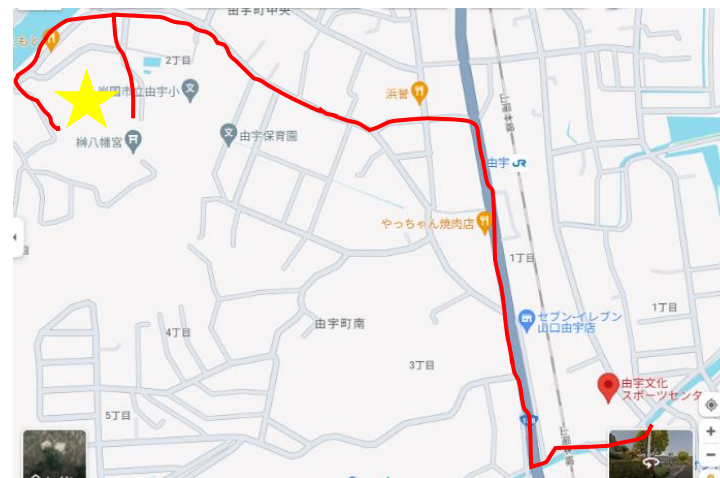 由宇町中央
もと
2丁目
岩国市立由宇小
浜誉
榊八幡宮
由宇保育園
山陽本線
由宇 JR
やっちゃん焼肉店
1丁目
セブン-イレブン
山口由宇店
1丁目
由宇町南
4丁目
3丁目
由宇文化
スポーツセンタ
5丁目
山陽本線